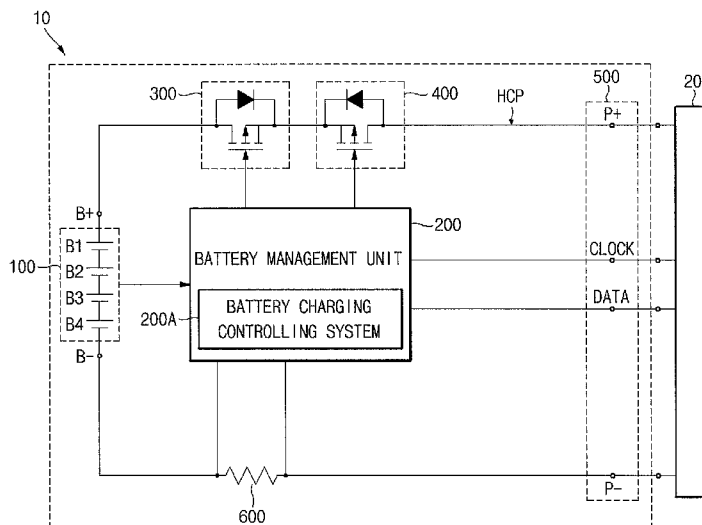 10
300
400
HCP
500
20
P+
B+
200
100
B1
B2
B3
B4
BATTERY MANAGEMENT UNIT
CLOCK
DATA
200A
BATTERY CHARGING
CONTROLLING SYSTEM
B-
600
P-